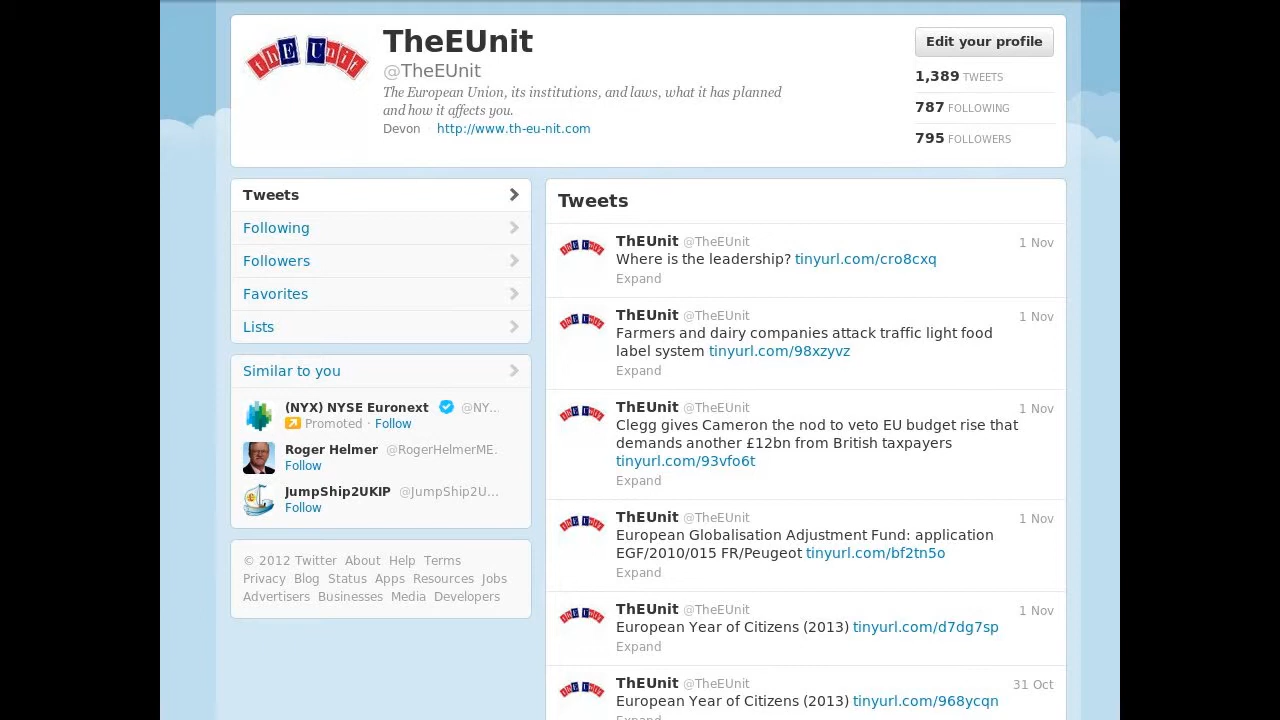 thE Unit
TheEUnit
@TheEUnit
The European Union, its institutions, and laws, what it has planned
and how it affects you.
Devon · http://www.th-eu-nit.com
Edit your profile
1,389 TWEETS
787 FOLLOWING
795 FOLLOWERS
Tweets
Following
Followers
Favorites
Lists
Similar to you
(NYX) NYSE Euronext @NY...
Promoted · Follow
Roger Helmer @RogerHelmerME.
Follow
JumpShip2UKIP @JumpShip2U...
Follow
© 2012 Twitter About Help Terms
Privacy Blog Status Apps Resources Jobs
Advertisers Businesses Media Developers
Tweets
ThEUnit @TheEUnit 1 Nov
Where is the leadership? tinyurl.com/cro8cxq
Expand
ThEUnit @TheEUnit 1 Nov
Farmers and dairy companies attack traffic light food
label system tinyurl.com/98xzyvz
Expand
ThEUnit @TheEUnit 1 Nov
Clegg gives Cameron the nod to veto EU budget rise that
demands another £12bn from British taxpayers
tinyurl.com/93vfo6t
Expand
ThEUnit @TheEUnit 1 Nov
European Globalisation Adjustment Fund: application
EGF/2010/015 FR/Peugeot tinyurl.com/bf2tn5o
Expand
ThEUnit @TheEUnit 1 Nov
European Year of Citizens (2013) tinyurl.com/d7dg7sp
Expand
ThEUnit @TheEUnit 31 Oct
European Year of Citizens (2013) tinyurl.com/968ycqn
Expand